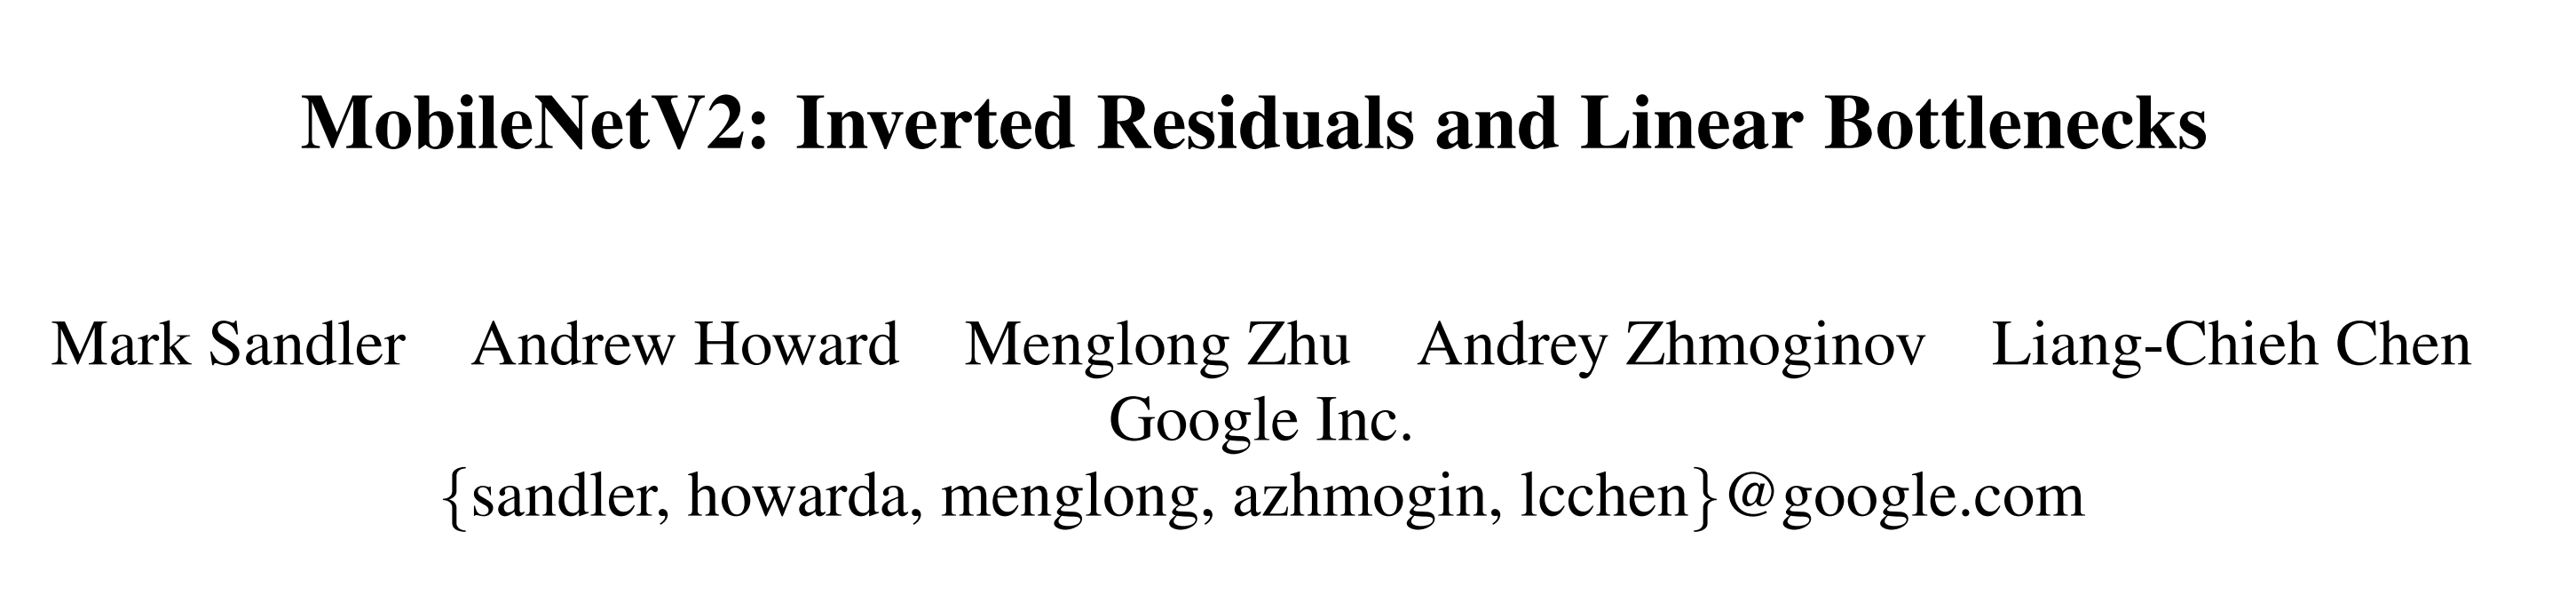 MobileNetV2: Inverted Residuals and Linear Bottlenecks
Mark Sandler Andrew Howard Menglong Zhu Andrey Zhmoginov Liang-Chieh Chen
Google Inc.
{sandler, howarda, menglong, azhmogin, lcchen}@google.com